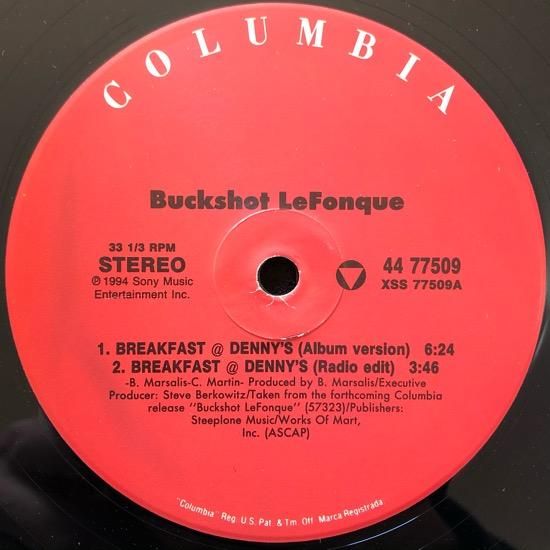 COLUMBIA
Buckshot LeFonque
33 1/3 RPM
STEREO
℗ 1994 Sony Music
Entertainment Inc.
44 77509
XSS 77509A
1. BREAKFAST @ DENNY'S (Album version) 6:24
2. BREAKFAST @ DENNY'S (Radio edit) 3:46
-B. Marsalis-C. Martin- Produced by B. Marsalis/Executive
Producer: Steve Berkowitz/Taken from the forthcoming Columbia
release "Buckshot LeFonque" (57323)/Publishers:
Steeplone Music/Works Of Mart,
Inc. (ASCAP)
"Columbia" Reg. U.S. Pat. & Tm. Off. Marca Registrada